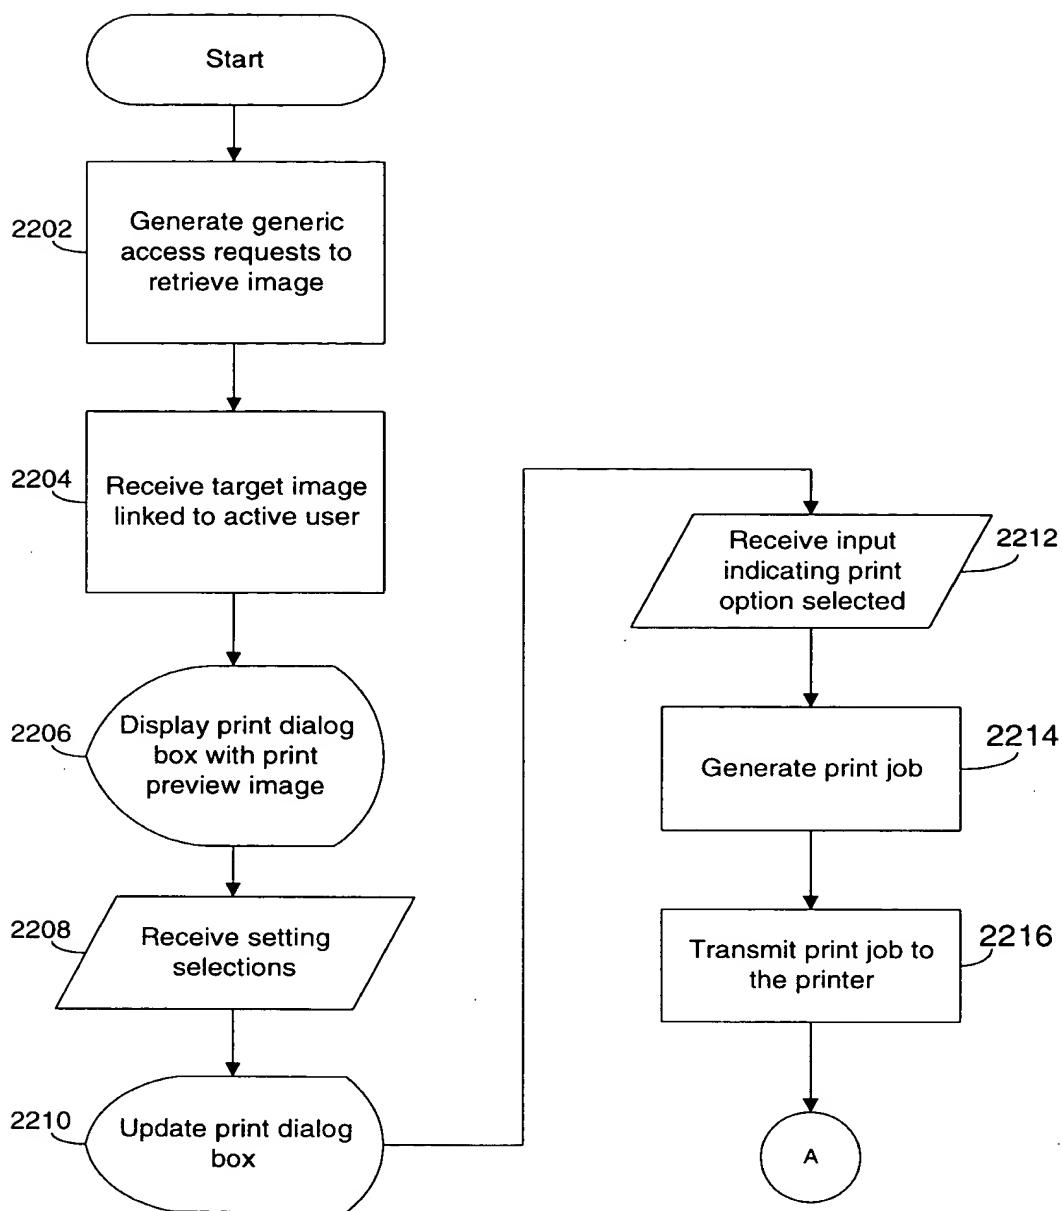 Start
2202
Generate generic
access requests to
retrieve image
2204
Receive target image
linked to active user
2206
Display print dialog
box with print
preview image
2208
Receive setting
selections
2210
Update print dialog
box
Receive input
indicating print
option selected
2212
Generate print job
2214
Transmit print job to
the printer
2216
A